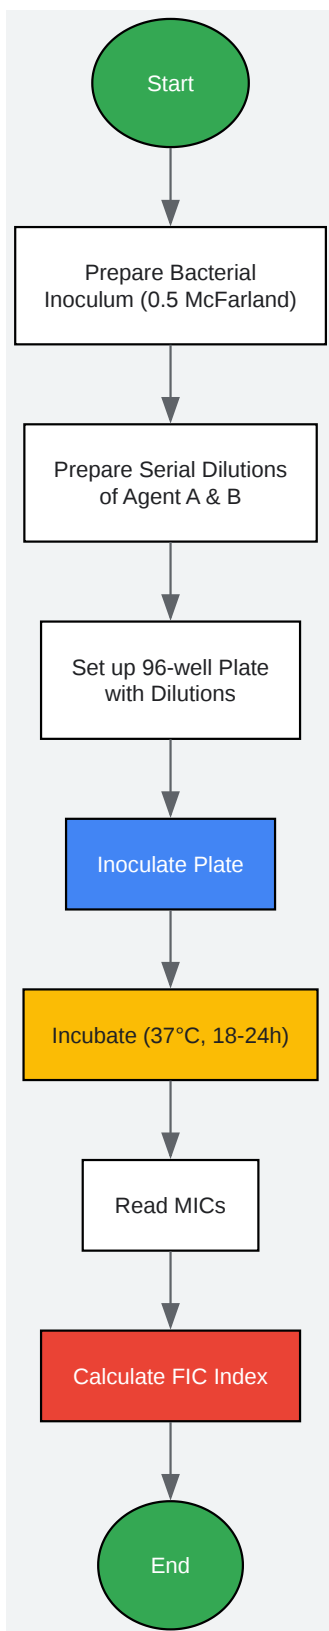 Start
Prepare Bacterial
Inoculum (0.5 McFarland)
Prepare Serial Dilutions
of Agent A & B
Set up 96-well Plate
with Dilutions
Inoculate Plate
Incubate (37°C, 18-24h)
Read MICs
Calculate FIC Index
End